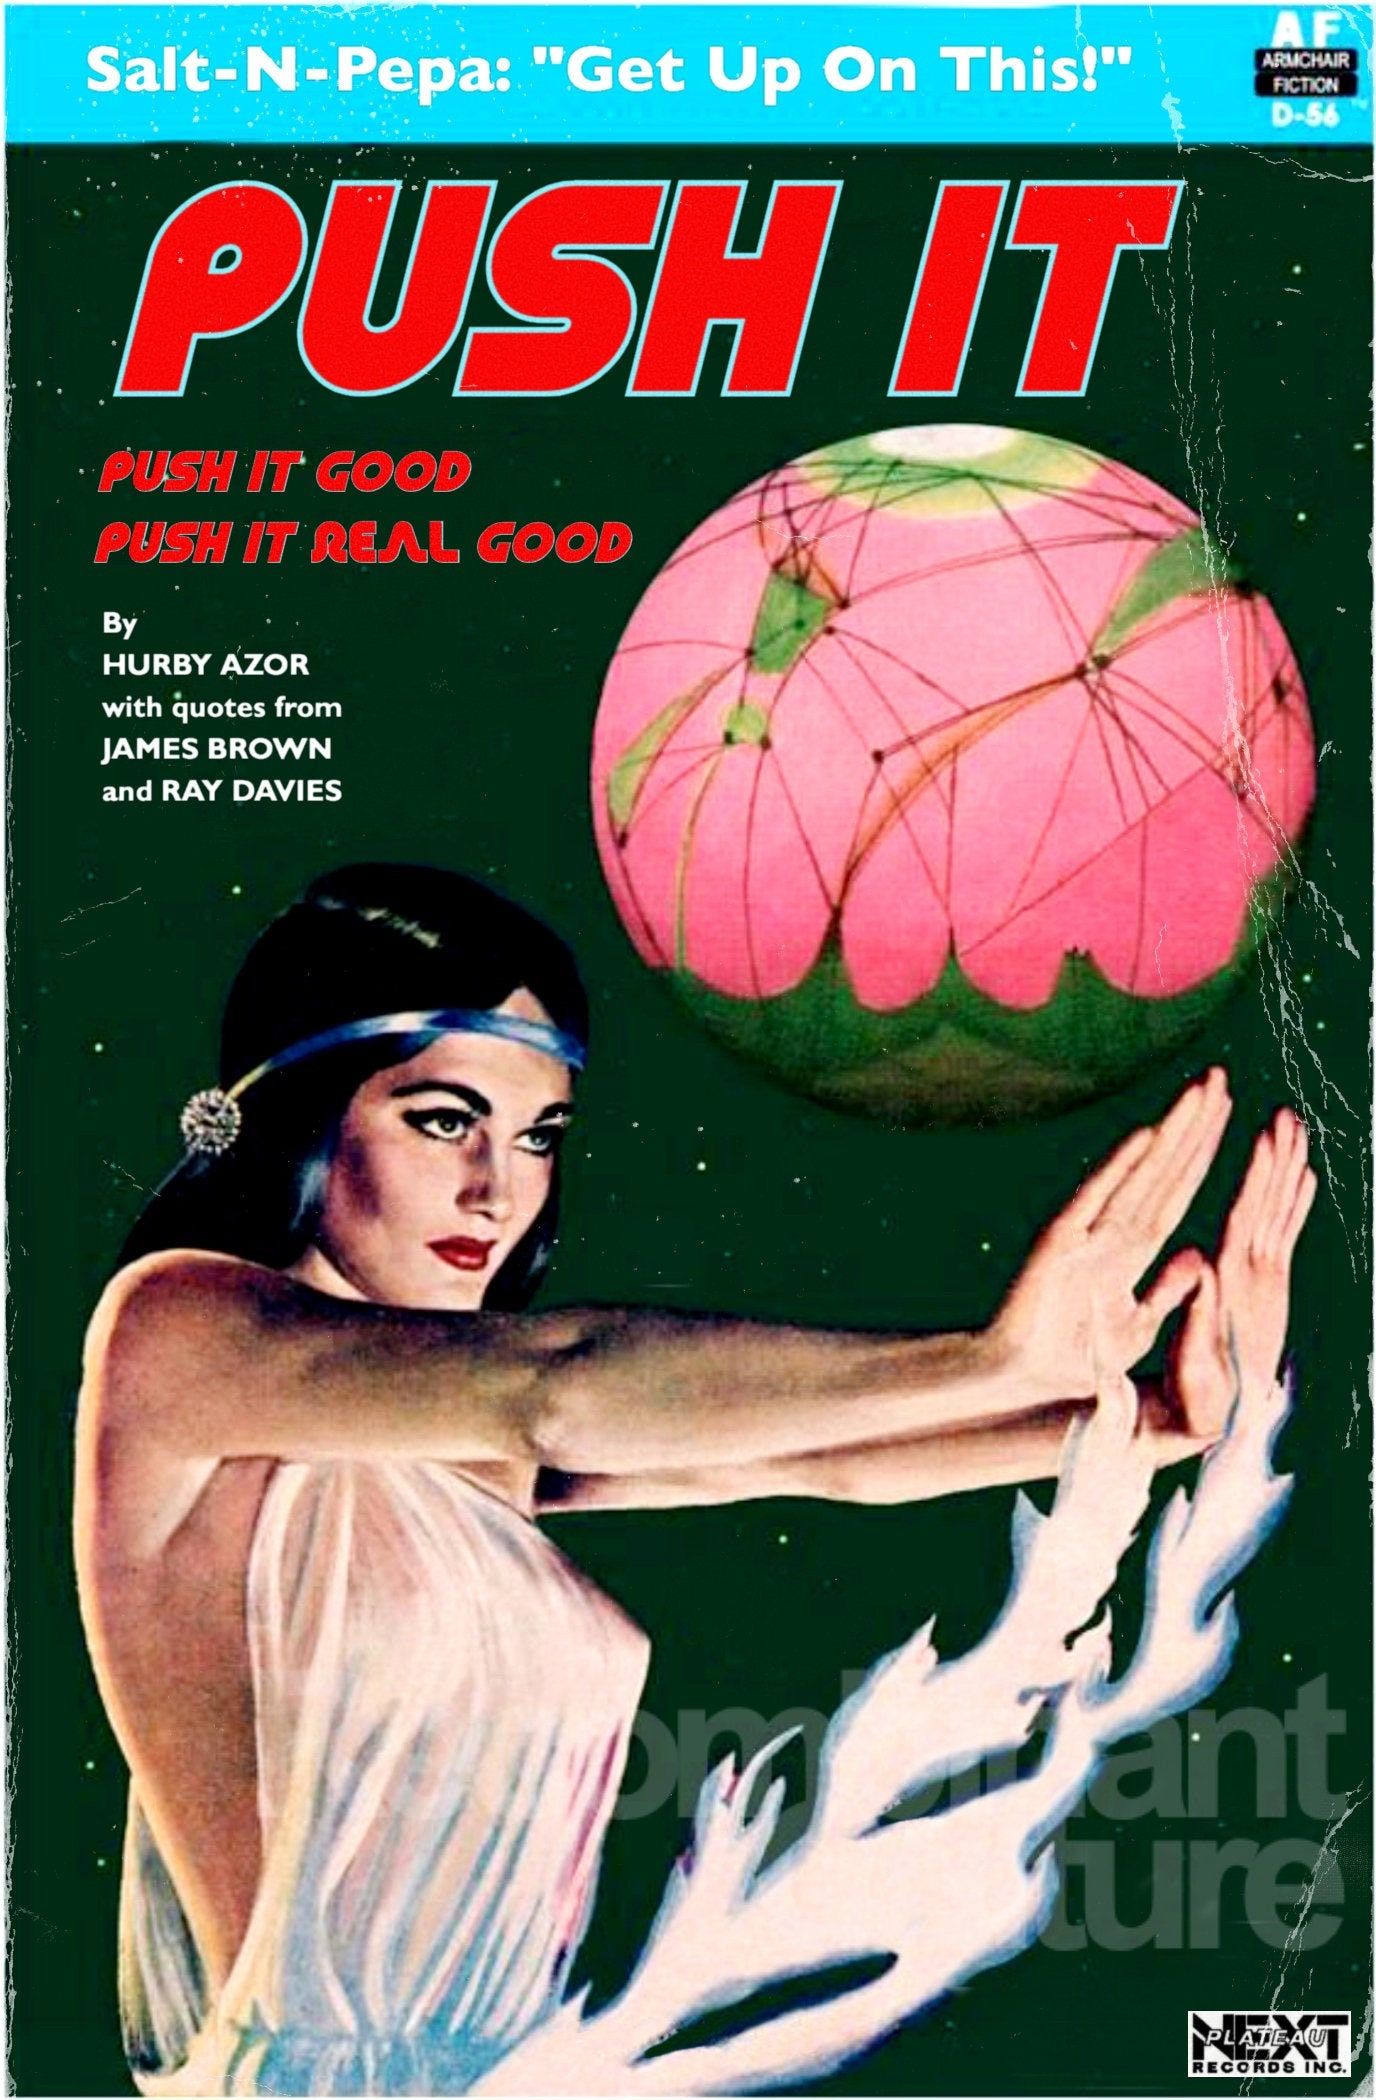 Salt-N-Pepa: "Get Up On This!"
AF
ARMCHAIR
FICTION
D-56
PUSH IT
PUSH IT GOOD
PUSH IT REAL GOOD
By
HURBY AZOR
with quotes from
JAMES BROWN
and RAY DAVIES
NEXT
PLATEAU
RECORDS INC.